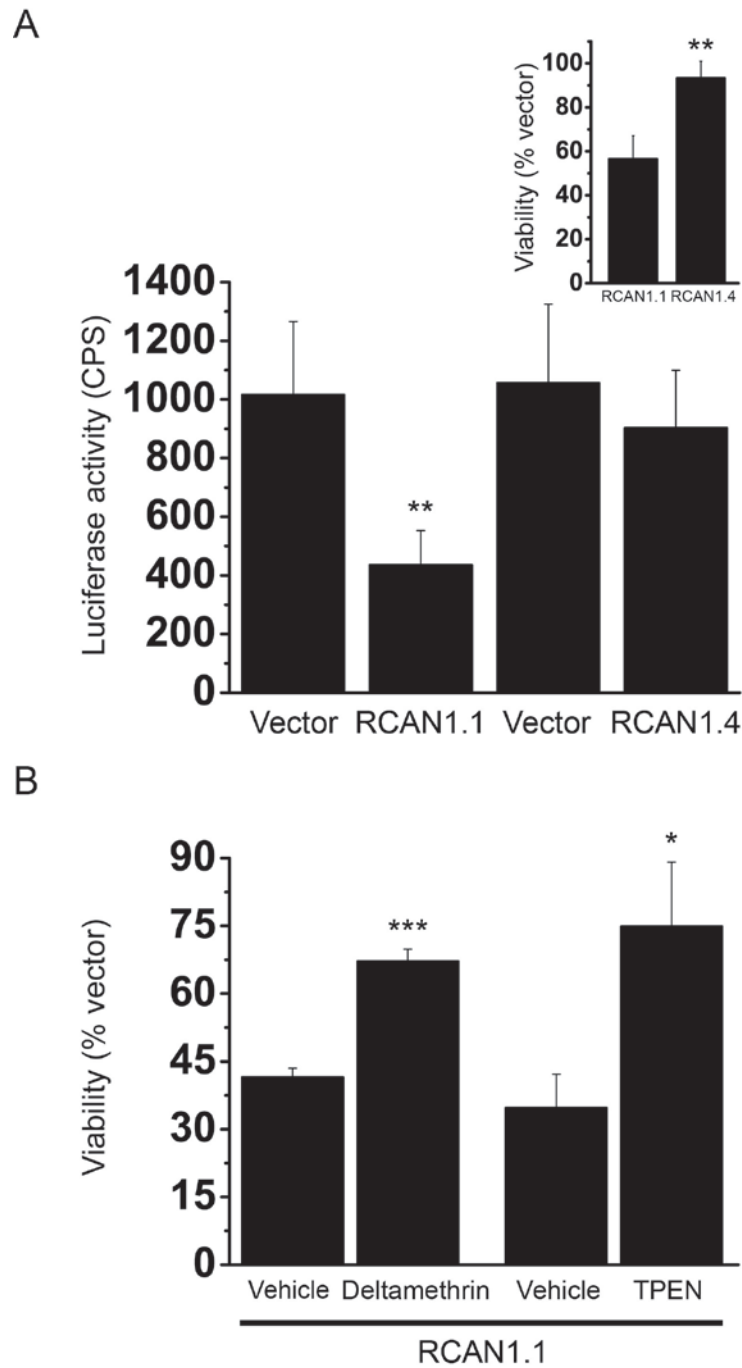 A
Viability (% vector)
100
80
60
40
20
0
**
RCAN1.1 RCAN1.4
Luciferase activity (CPS)
1400
1200
1000
800
600
400
200
0
**
Vector RCAN1.1 Vector RCAN1.4
B
Viability (% vector)
90
75
60
45
30
15
0
***
*
Vehicle Deltamethrin Vehicle TPEN
RCAN1.1